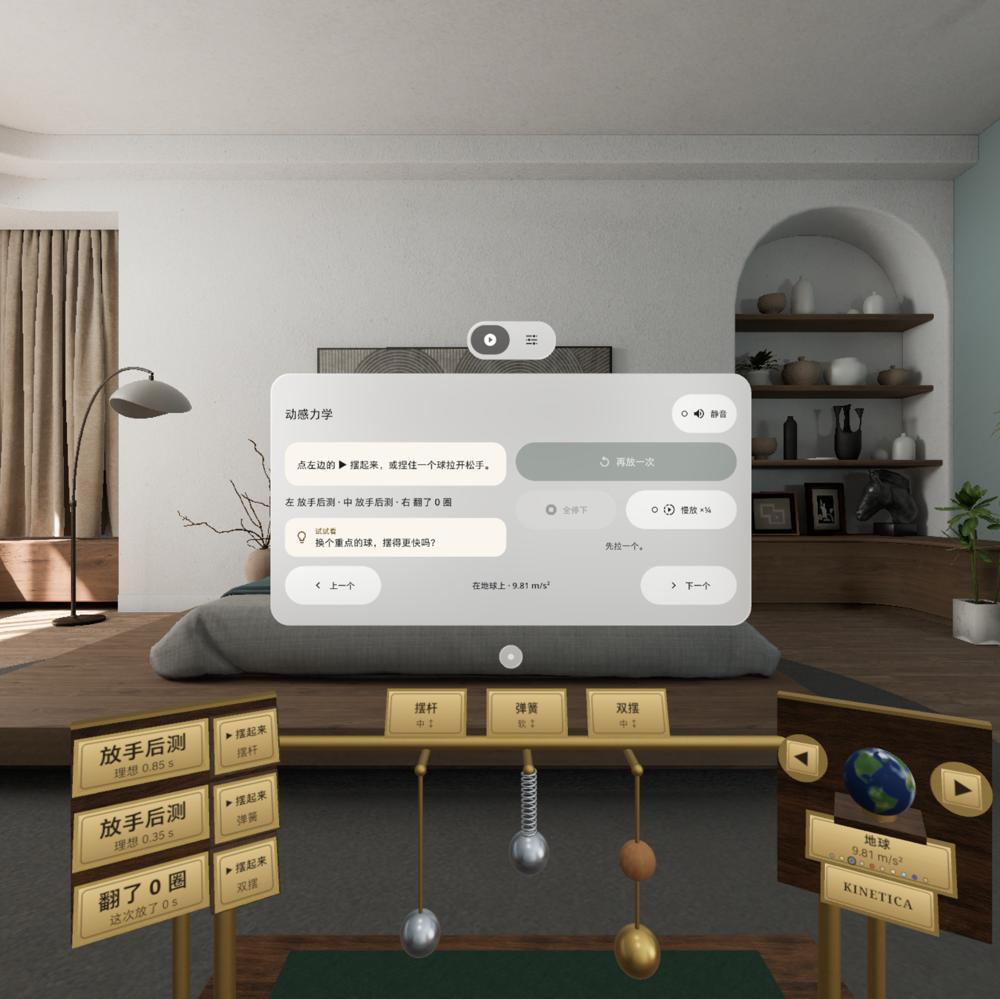 动感力学
静音
点左边的 ▶ 摆起来，或捏住一个球拉开松手。
再放一次
左 放手后测 · 中 放手后测 · 右 翻了 0 圈
全停下
慢放 ×¼
试试看
换个重点的球，摆得更快吗？
先拉一个。
上一个
在地球上 · 9.81 m/s²
下一个
摆杆
中 ↕
弹簧
软 ↕
双摆
中 ↕
放手后测
理想 0.85 s
▶ 摆起来
摆杆
放手后测
理想 0.35 s
▶ 摆起来
弹簧
翻了 0 圈
这次放了 0 s
▶ 摆起来
双摆
地球
9.81 m/s²
KINETICA